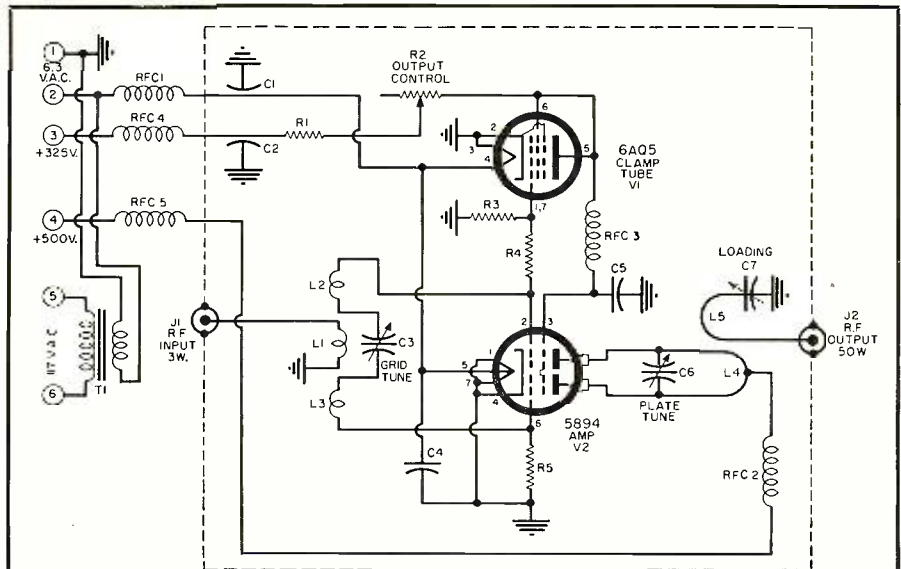 1
6.3
V.A.C.
2
3
+325V.
4
+500V.
5
117 V A C
6
T1
RFC1
RFC 4
RFC 5
C1
C2
R1
R2
OUTPUT
CONTROL
6
2
3
4
5
1,7
6AQ5
CLAMP
TUBE
V1
R3
R4
RFC 3
C5
J1
R F
INPUT
3W.
L2
L1
L3
C3
GRID
TUNE
C4
2
3
1
5
7
4
6
5894
AMP
V2
R5
C6
PLATE
TUNE
L4
LOADING
C7
L5
J2
R.F.
OUTPUT
50W
RFC 2